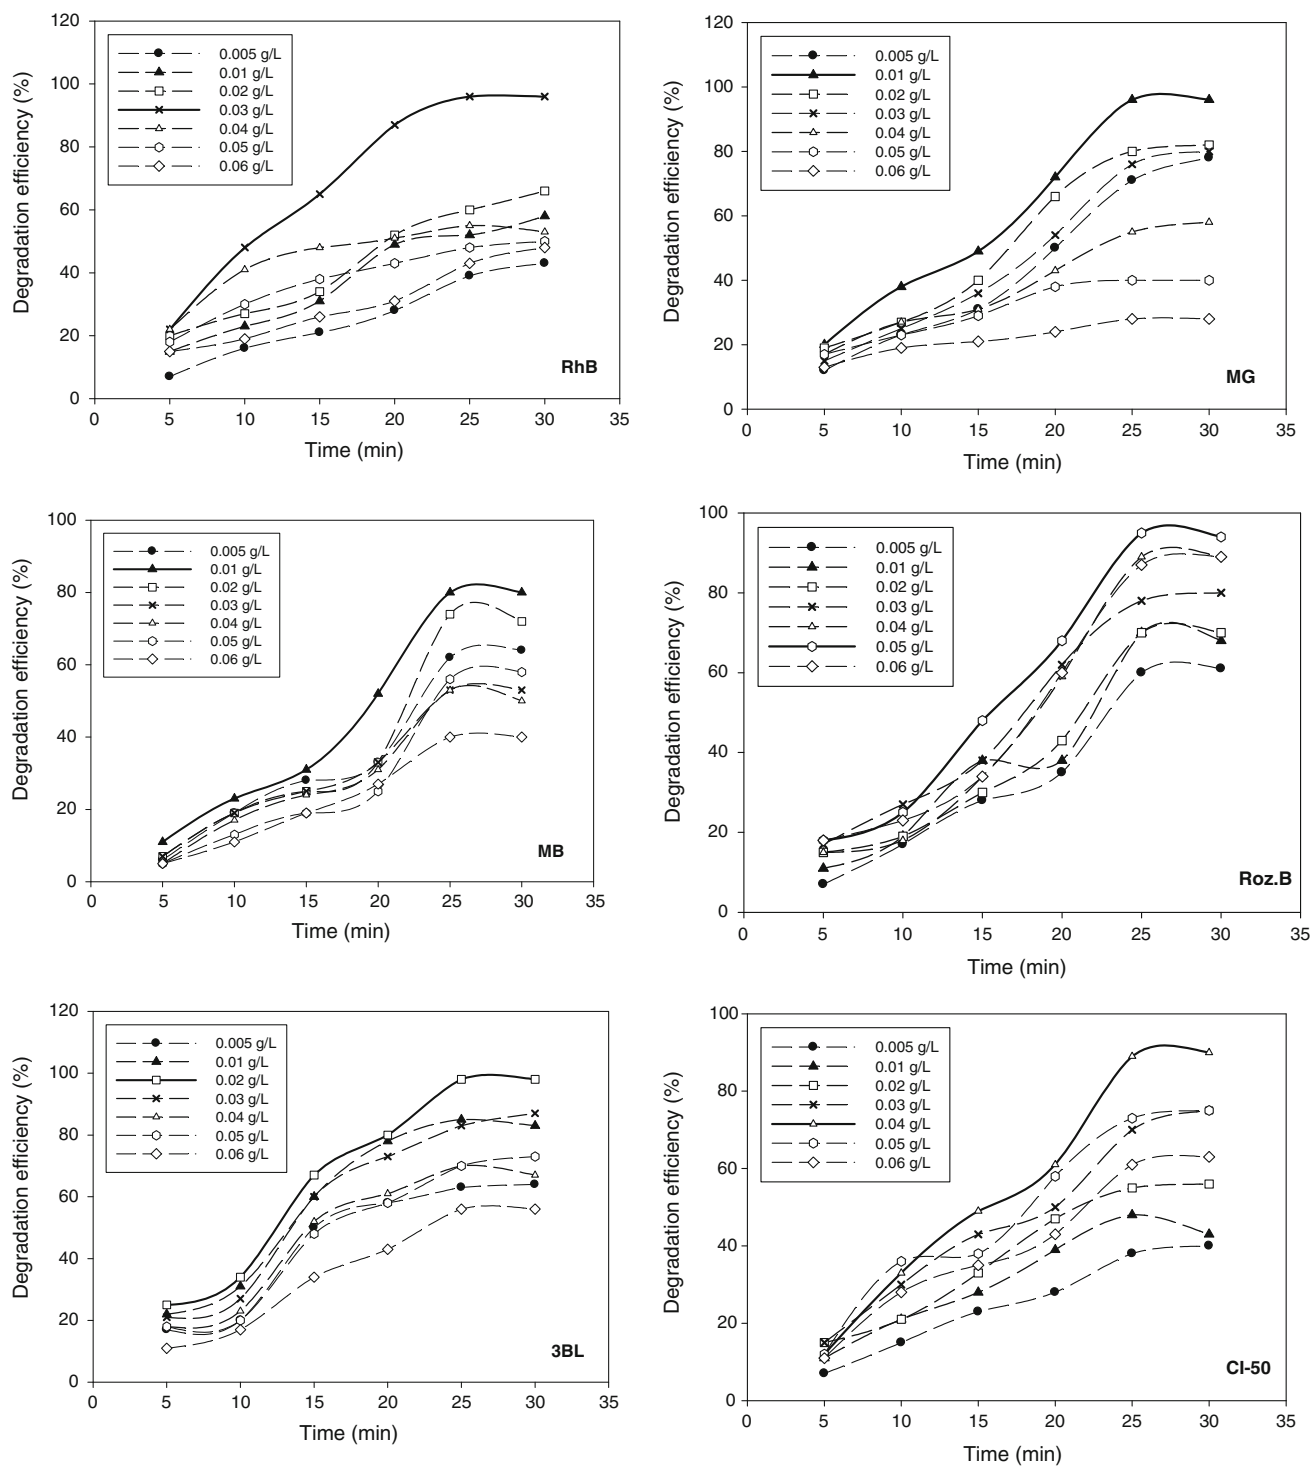 120
100
80
60
40
20
0
Degradation efficiency (%)
0.005 g/L
0.01 g/L
0.02 g/L
0.03 g/L
0.04 g/L
0.05 g/L
0.06 g/L
RhB
0 5 10 15 20 25 30 35
Time (min)
120
100
80
60
40
20
0
Degradation efficiency (%)
0.005 g/L
0.01 g/L
0.02 g/L
0.03 g/L
0.04 g/L
0.05 g/L
0.06 g/L
MG
0 5 10 15 20 25 30 35
Time (min)
100
80
60
40
20
0
Degradation efficiency (%)
0.005 g/L
0.01 g/L
0.02 g/L
0.03 g/L
0.04 g/L
0.05 g/L
0.06 g/L
MB
0 5 10 15 20 25 30 35
Time (min)
100
80
60
40
20
0
Degradation efficiency (%)
0.005 g/L
0.01 g/L
0.02 g/L
0.03 g/L
0.04 g/L
0.05 g/L
0.06 g/L
Roz.B
0 5 10 15 20 25 30 35
Time (min)
120
100
80
60
40
20
0
Degradation efficiency (%)
0.005 g/L
0.01 g/L
0.02 g/L
0.03 g/L
0.04 g/L
0.05 g/L
0.06 g/L
3BL
0 5 10 15 20 25 30 35
Time (min)
100
80
60
40
20
0
Degradation efficiency (%)
0.005 g/L
0.01 g/L
0.02 g/L
0.03 g/L
0.04 g/L
0.05 g/L
0.06 g/L
CI-50
0 5 10 15 20 25 30 35
Time (min)